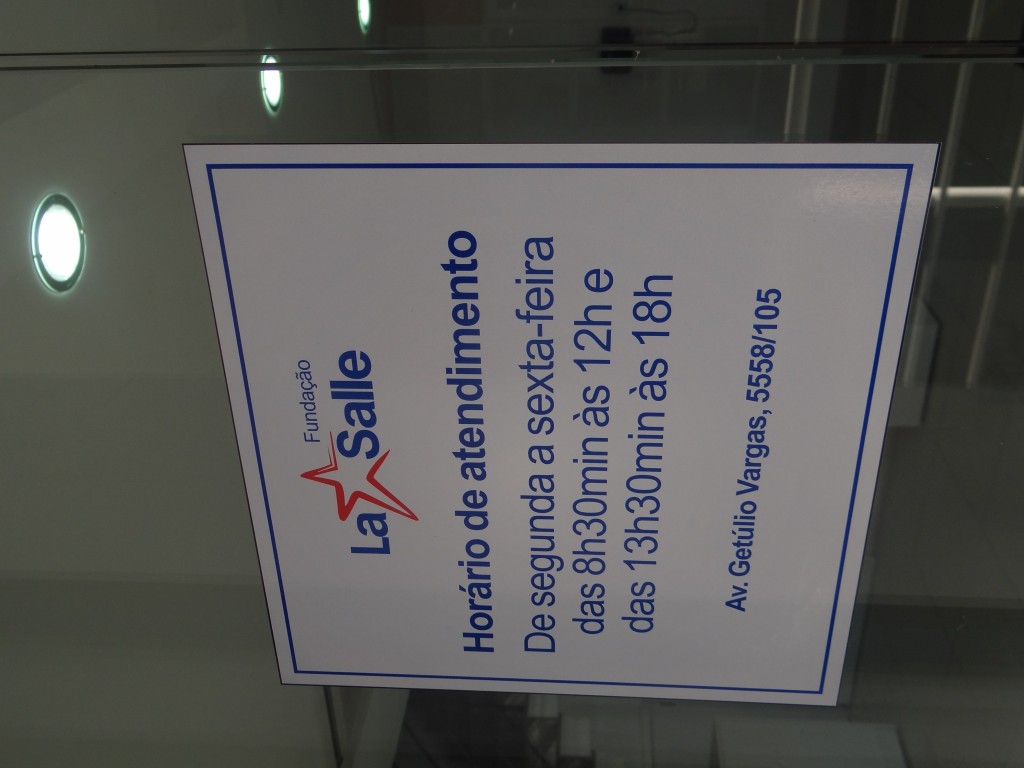 Fundação
La Salle
Horário de atendimento
De segunda a sexta-feira
das 8h30min às 12h e
das 13h30min às 18h
Av. Getúlio Vargas, 5558/105